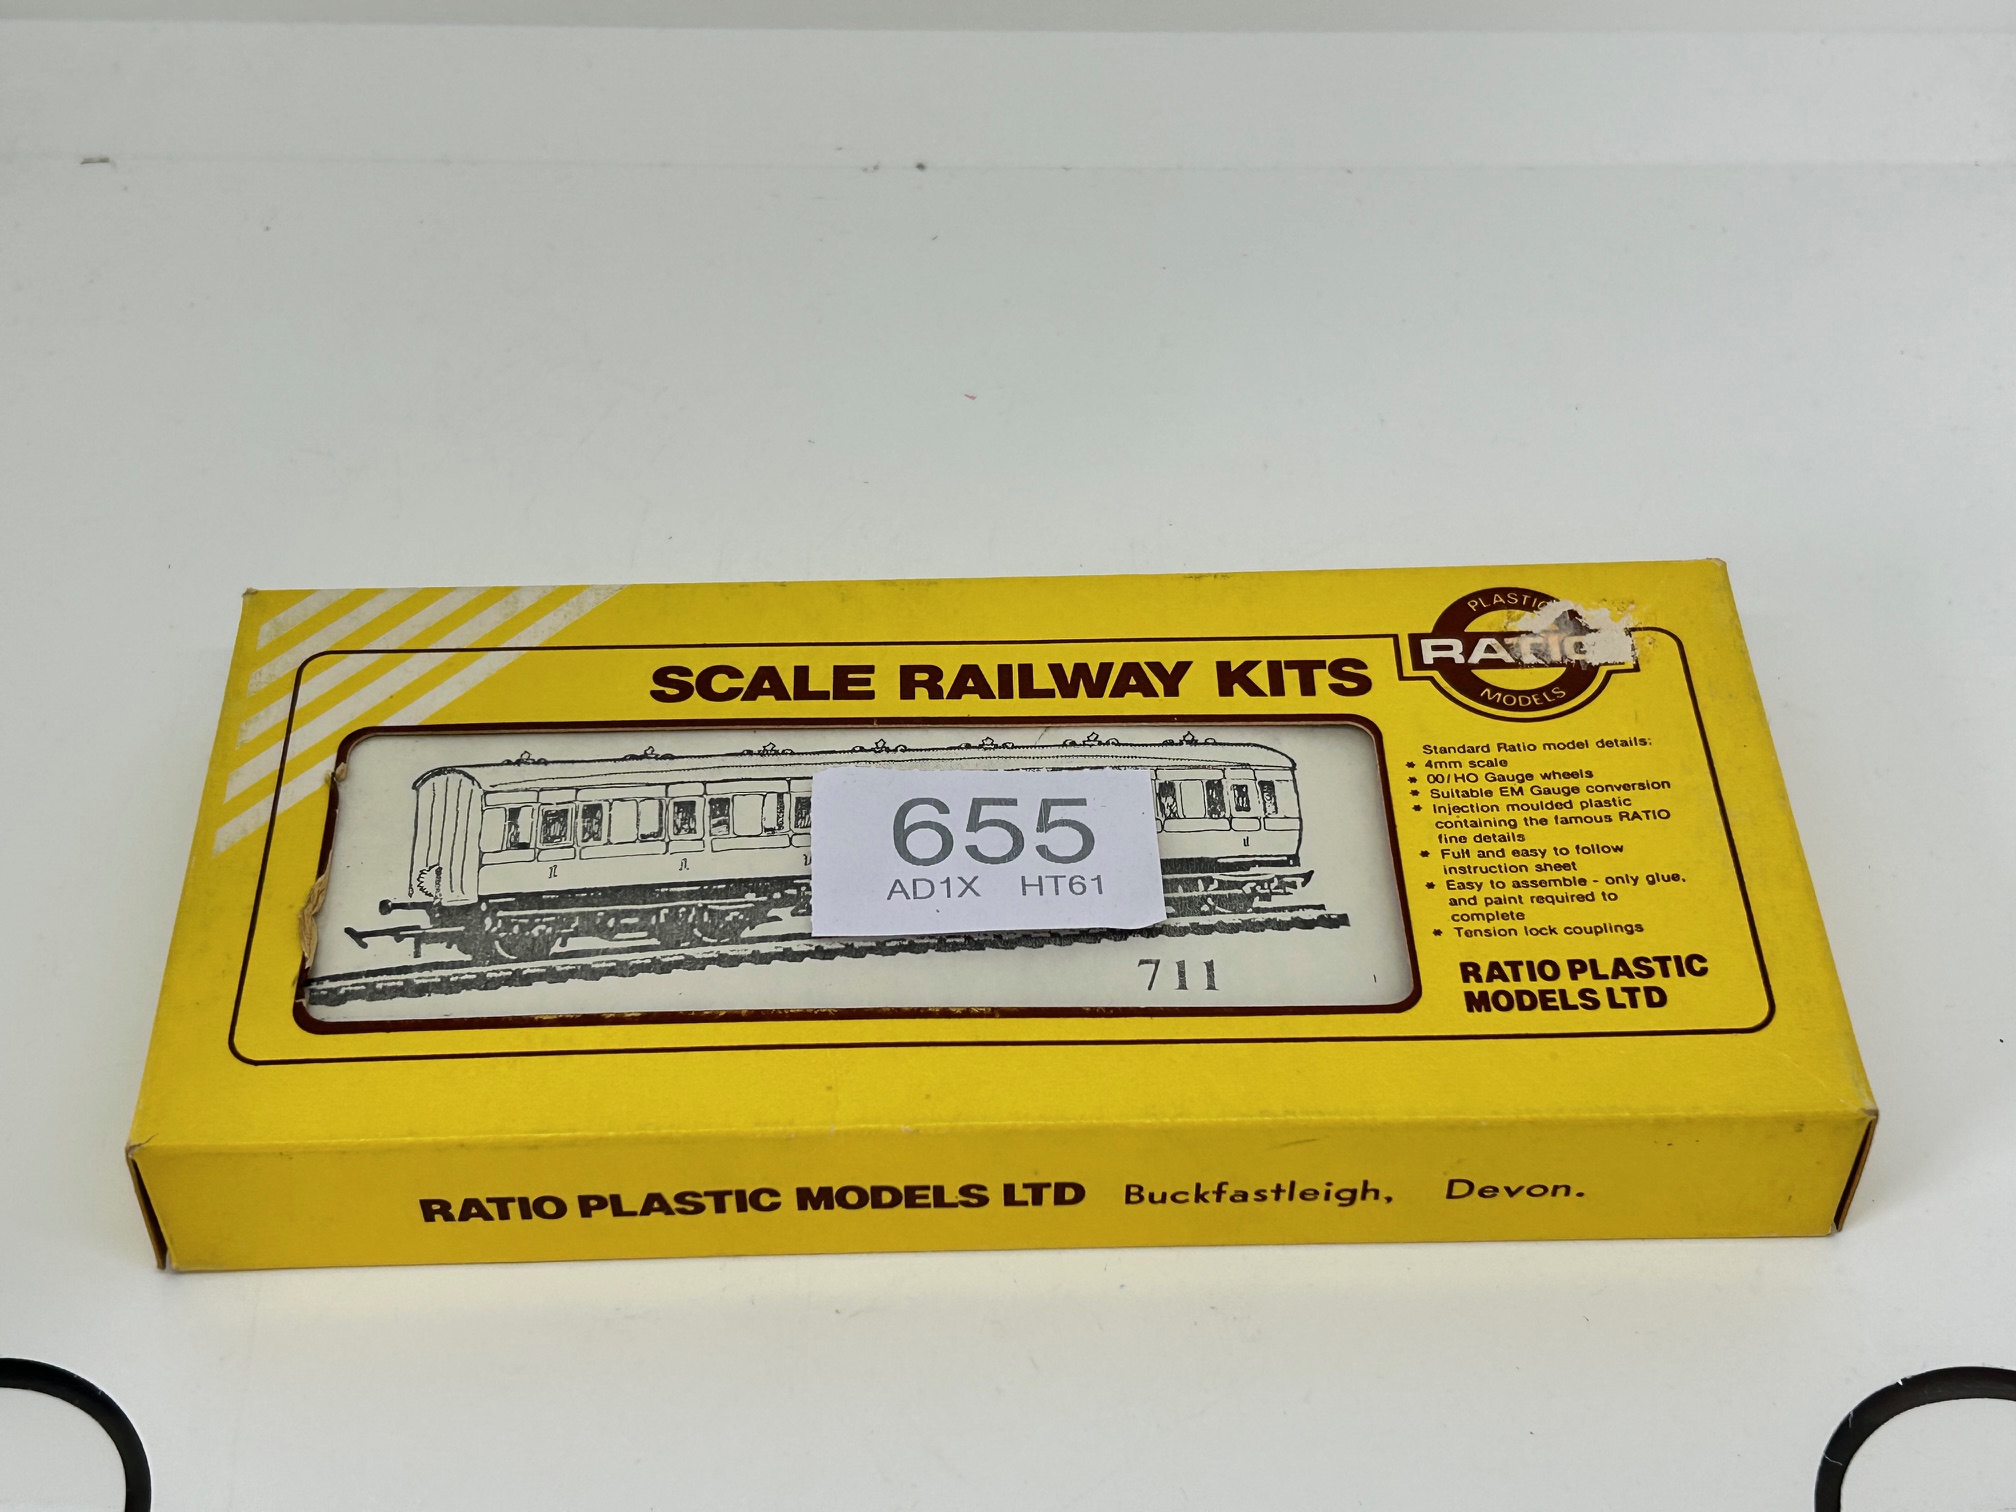 SCALE RAILWAY KITS
PLASTIC
RATIO
MODELS
Standard Ratio model details:
* 4mm scale
* 00/HO Gauge wheels
* Suitable EM Gauge conversion
* Injection moulded plastic
containing the famous RATIO
fine details
* Full and easy to follow
instruction sheet
* Easy to assemble - only glue,
and paint required to
complete
* Tension lock couplings
RATIO PLASTIC
MODELS LTD
655
AD1X HT61
711
RATIO PLASTIC MODELS LTD Buckfastleigh, Devon.